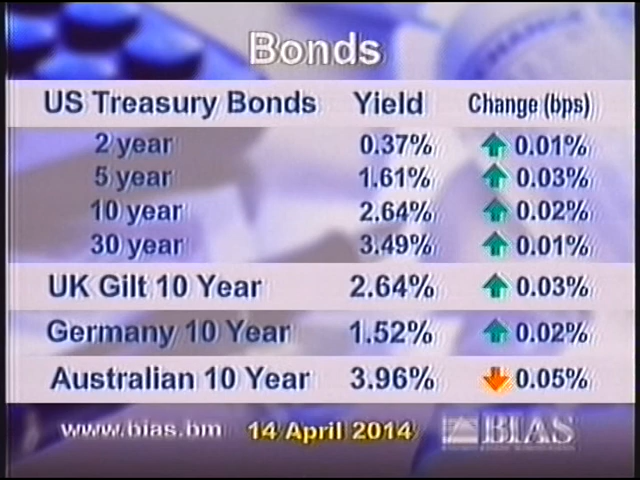 Bonds
US Treasury Bonds Yield Change (bps)
2 year 0.37% 0.01%
5 year 1.61% 0.03%
10 year 2.64% 0.02%
30 year 3.49% 0.01%
UK Gilt 10 Year 2.64% 0.03%
Germany 10 Year 1.52% 0.02%
Australian 10 Year 3.96% 0.05%
www.bias.bm 14 April 2014 BIAS